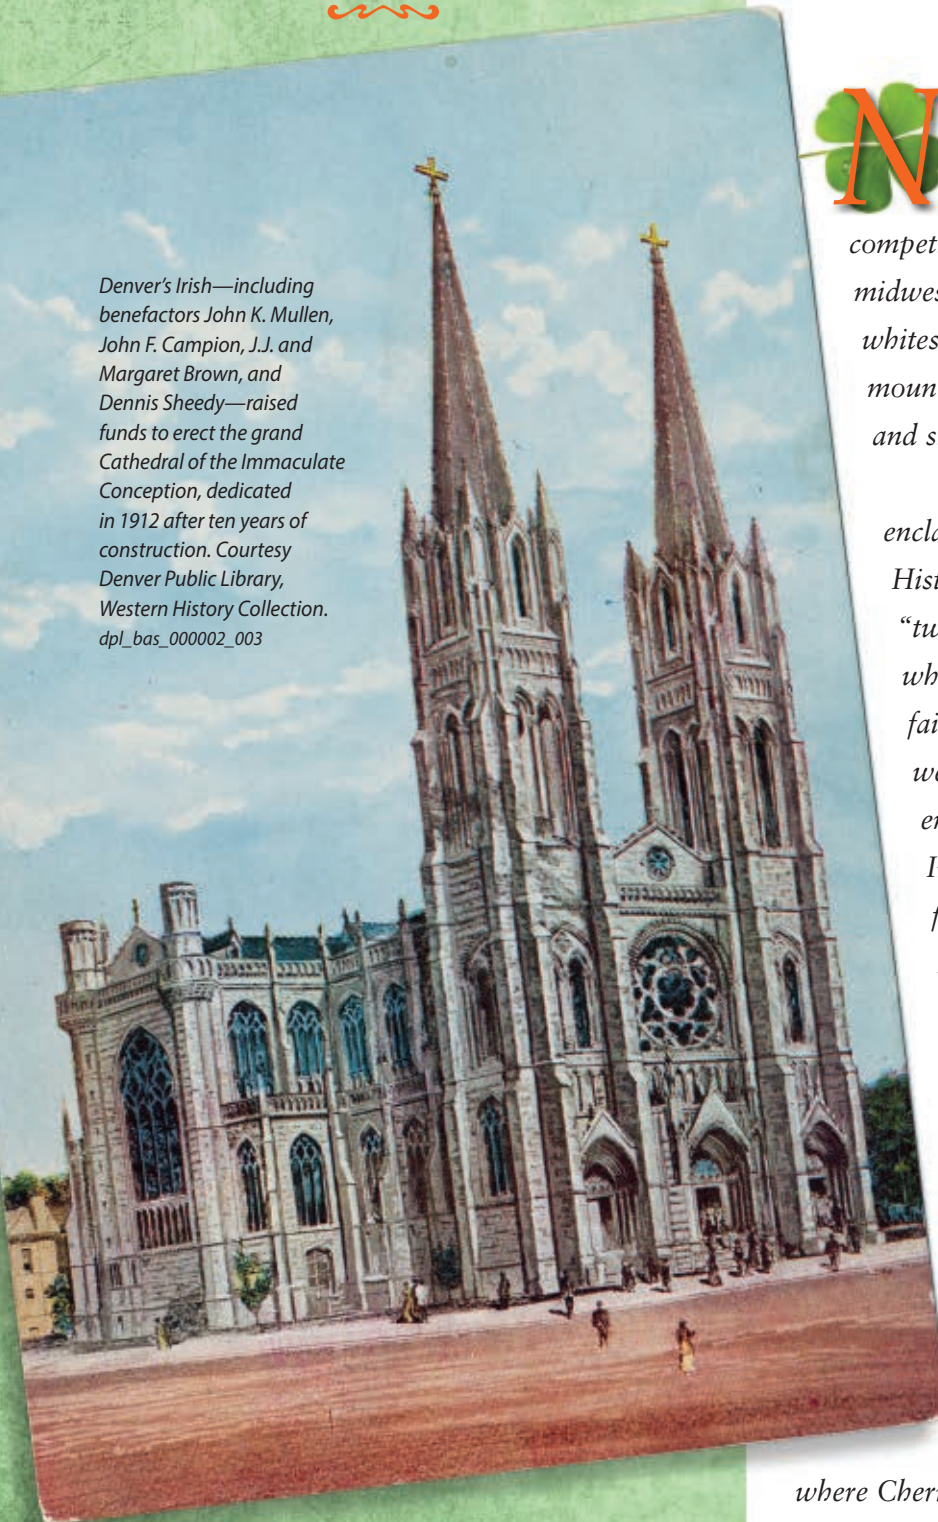 Denver’s Irish—including
benefactors John K. Mullen,
John F. Campion, J.J. and
Margaret Brown, and
Dennis Sheedy—raised
funds to erect the grand
Cathedral of the Immaculate
Conception, dedicated
in 1912 after ten years of
construction. Courtesy
Denver Public Library,
Western History Collection.
dpl_bas_000002_003
N
and s
“tu
where